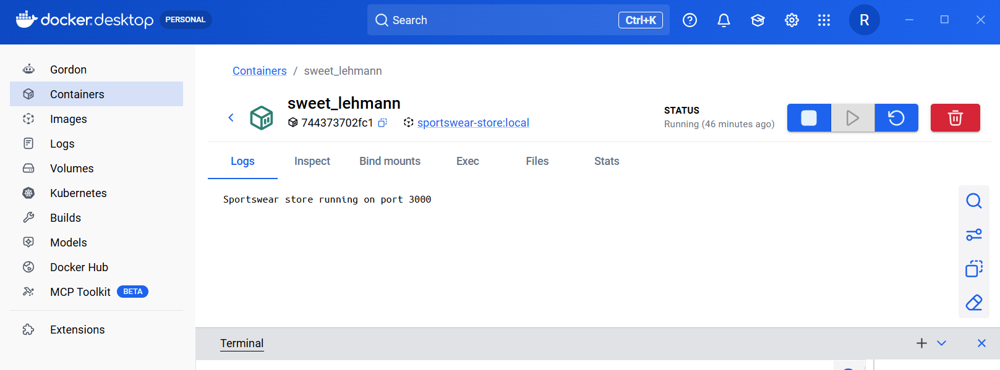 docker.desktop PERSONAL Search Ctrl+K R
Gordon
Containers
Images
Logs
Volumes
Kubernetes
Builds
Models
Docker Hub
MCP Toolkit BETA
Extensions
Containers / sweet_lehmann
sweet_lehmann
744373702fc1 sportswear-store:local
STATUS
Running (46 minutes ago)
Logs Inspect Bind mounts Exec Files Stats
Sportswear store running on port 3000
Terminal